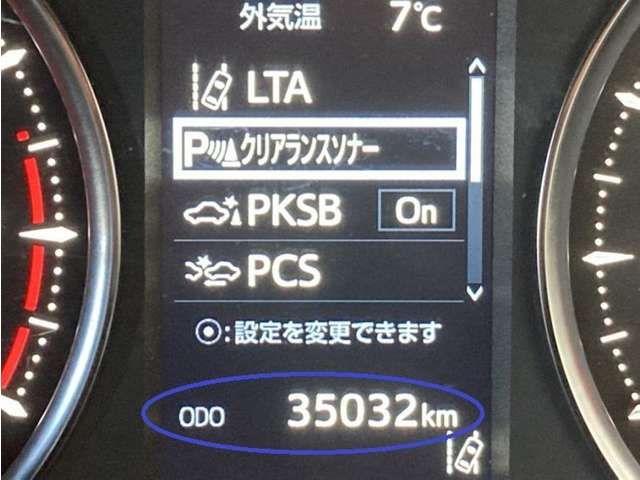 外気温 7℃
LTA
P クリアランスソナー
PKSB On
PCS
:設定を変更できます
ODO 35032km